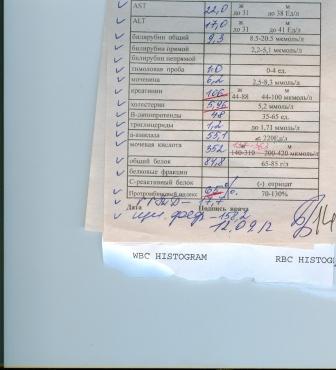 AST 22,0 ж м
до 31 до 38 Ед/л
ALT 17,0 ж м
до 31 до 41 Ед/л
билирубин общий 9,3 8.5-20.5 мкмоль/л
билирубин прямой 2,2-5,1 мкмоль/л
билирубин непрямой
тимоловая проба 1.0 0-4 ед.
мочевина 6,2 2,5-8,3 ммоль/л
креатинин 106 ж м
44-88 44-100 мкмоль/л
холестерин 5,96 5,2 ммоль/л
В-липопротеиды 48 35-65 ед.
триглицериды 1,2 до 1,71 ммоль/л
α-амилаза 53,1 220Е/л
мочевая кислота 352
140-310 200-420 мкмоль/л
общий белок 84,8 65-85 г/л
белковые фракции
С-реактивный белок (-) отрицат
Протромбиновый индекс 70-130%
Дата Подпись врача
12.09.12
WBC HISTOGRAM RBC HISTOG